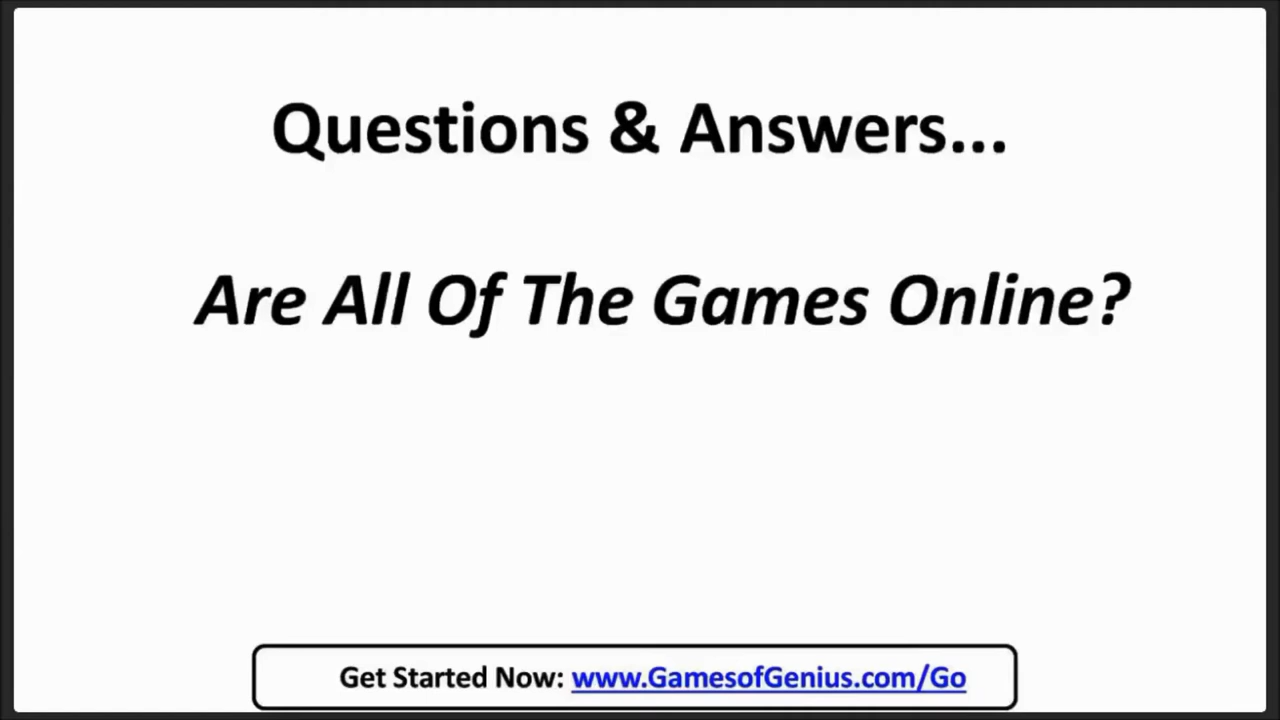 Questions & Answers...
Are All Of The Games Online?
Get Started Now: www.GamesofGenius.com/Go